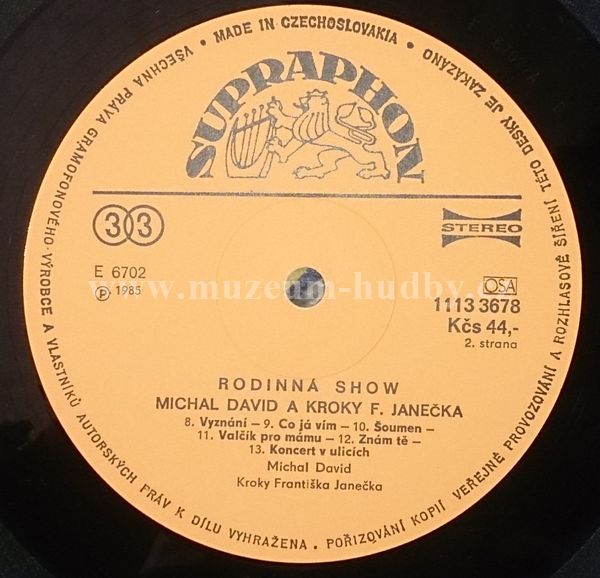 • MADE IN CZECHOSLOVAKIA •
VŠECHNA PRÁVA GRAMOFONOVÉHO VÝROBCE A VLASTNÍKŮ AUTORSKÝCH PRÁV K DÍLU VYHRAŽENA • POŘIZOVÁNÍ KOPIÍ VEŘEJNÉ PROVOZOVÁNÍ A ROZHLASOVÉ ŠÍŘENÍ TÉTO DESKY JE ZAKÁZÁNO
SUPRAPHON
33
STEREO
E 6702
Ⓟ 1985
OSA
1113 3678
Kčs 44,-
2. strana
www.muzeum-hudby.
RODINNÁ SHOW
MICHAL DAVID A KROKY F. JANEČKA
8. Vyznání – 9. Co já vím – 10. Šoumen –
11. Valčík pro mámu – 12. Znám tě –
13. Koncert v ulicích
Michal David
Kroky Františka Janečka